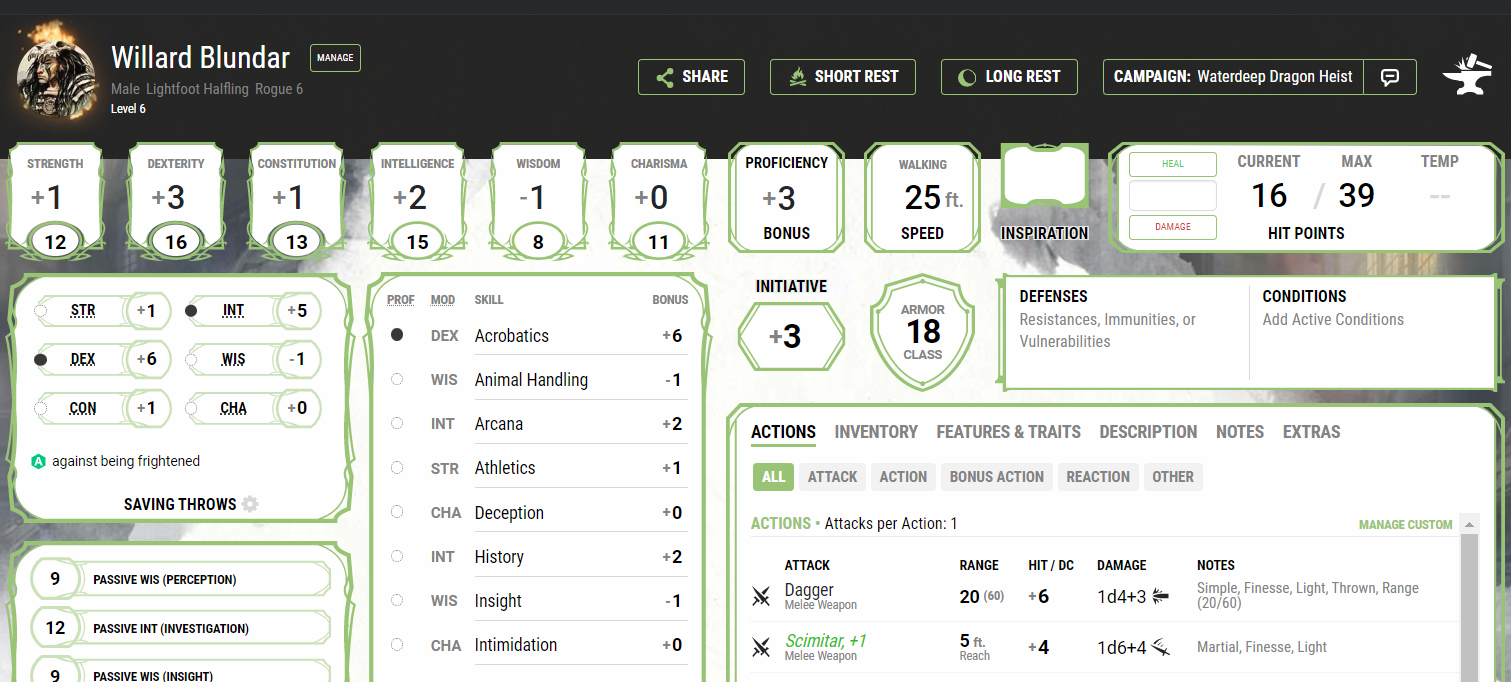 Willard Blundar MANAGE
Male Lightfoot Halfling Rogue 6
Level 6
SHARE SHORT REST LONG REST CAMPAIGN: Waterdeep Dragon Heist
STRENGTH +1 12
DEXTERITY +3 16
CONSTITUTION +1 13
INTELLIGENCE +2 15
WISDOM -1 8
CHARISMA +0 11
PROFICIENCY +3 BONUS
WALKING 25 ft. SPEED
INSPIRATION
HEAL
DAMAGE
CURRENT MAX TEMP
16 / 39 --
HIT POINTS
STR +1 INT +5
DEX +6 WIS -1
CON +1 CHA +0
A against being frightened
SAVING THROWS
9 PASSIVE WIS (PERCEPTION)
12 PASSIVE INT (INVESTIGATION)
9 PASSIVE WIS (INSIGHT)
PROF MOD SKILL BONUS
DEX Acrobatics +6
WIS Animal Handling -1
INT Arcana +2
STR Athletics +1
CHA Deception +0
INT History +2
WIS Insight -1
CHA Intimidation +0
INITIATIVE
+3
ARMOR
18
CLASS
DEFENSES
Resistances, Immunities, or
Vulnerabilities
CONDITIONS
Add Active Conditions
ACTIONS INVENTORY FEATURES & TRAITS DESCRIPTION NOTES EXTRAS
ALL ATTACK ACTION BONUS ACTION REACTION OTHER
ACTIONS • Attacks per Action: 1 MANAGE CUSTOM
ATTACK RANGE HIT / DC DAMAGE NOTES
Dagger 20 (60) +6 1d4+3 Simple, Finesse, Light, Thrown, Range
Melee Weapon (20/60)
Scimitar, +1 5 ft. +4 1d6+4 Martial, Finesse, Light
Melee Weapon Reach